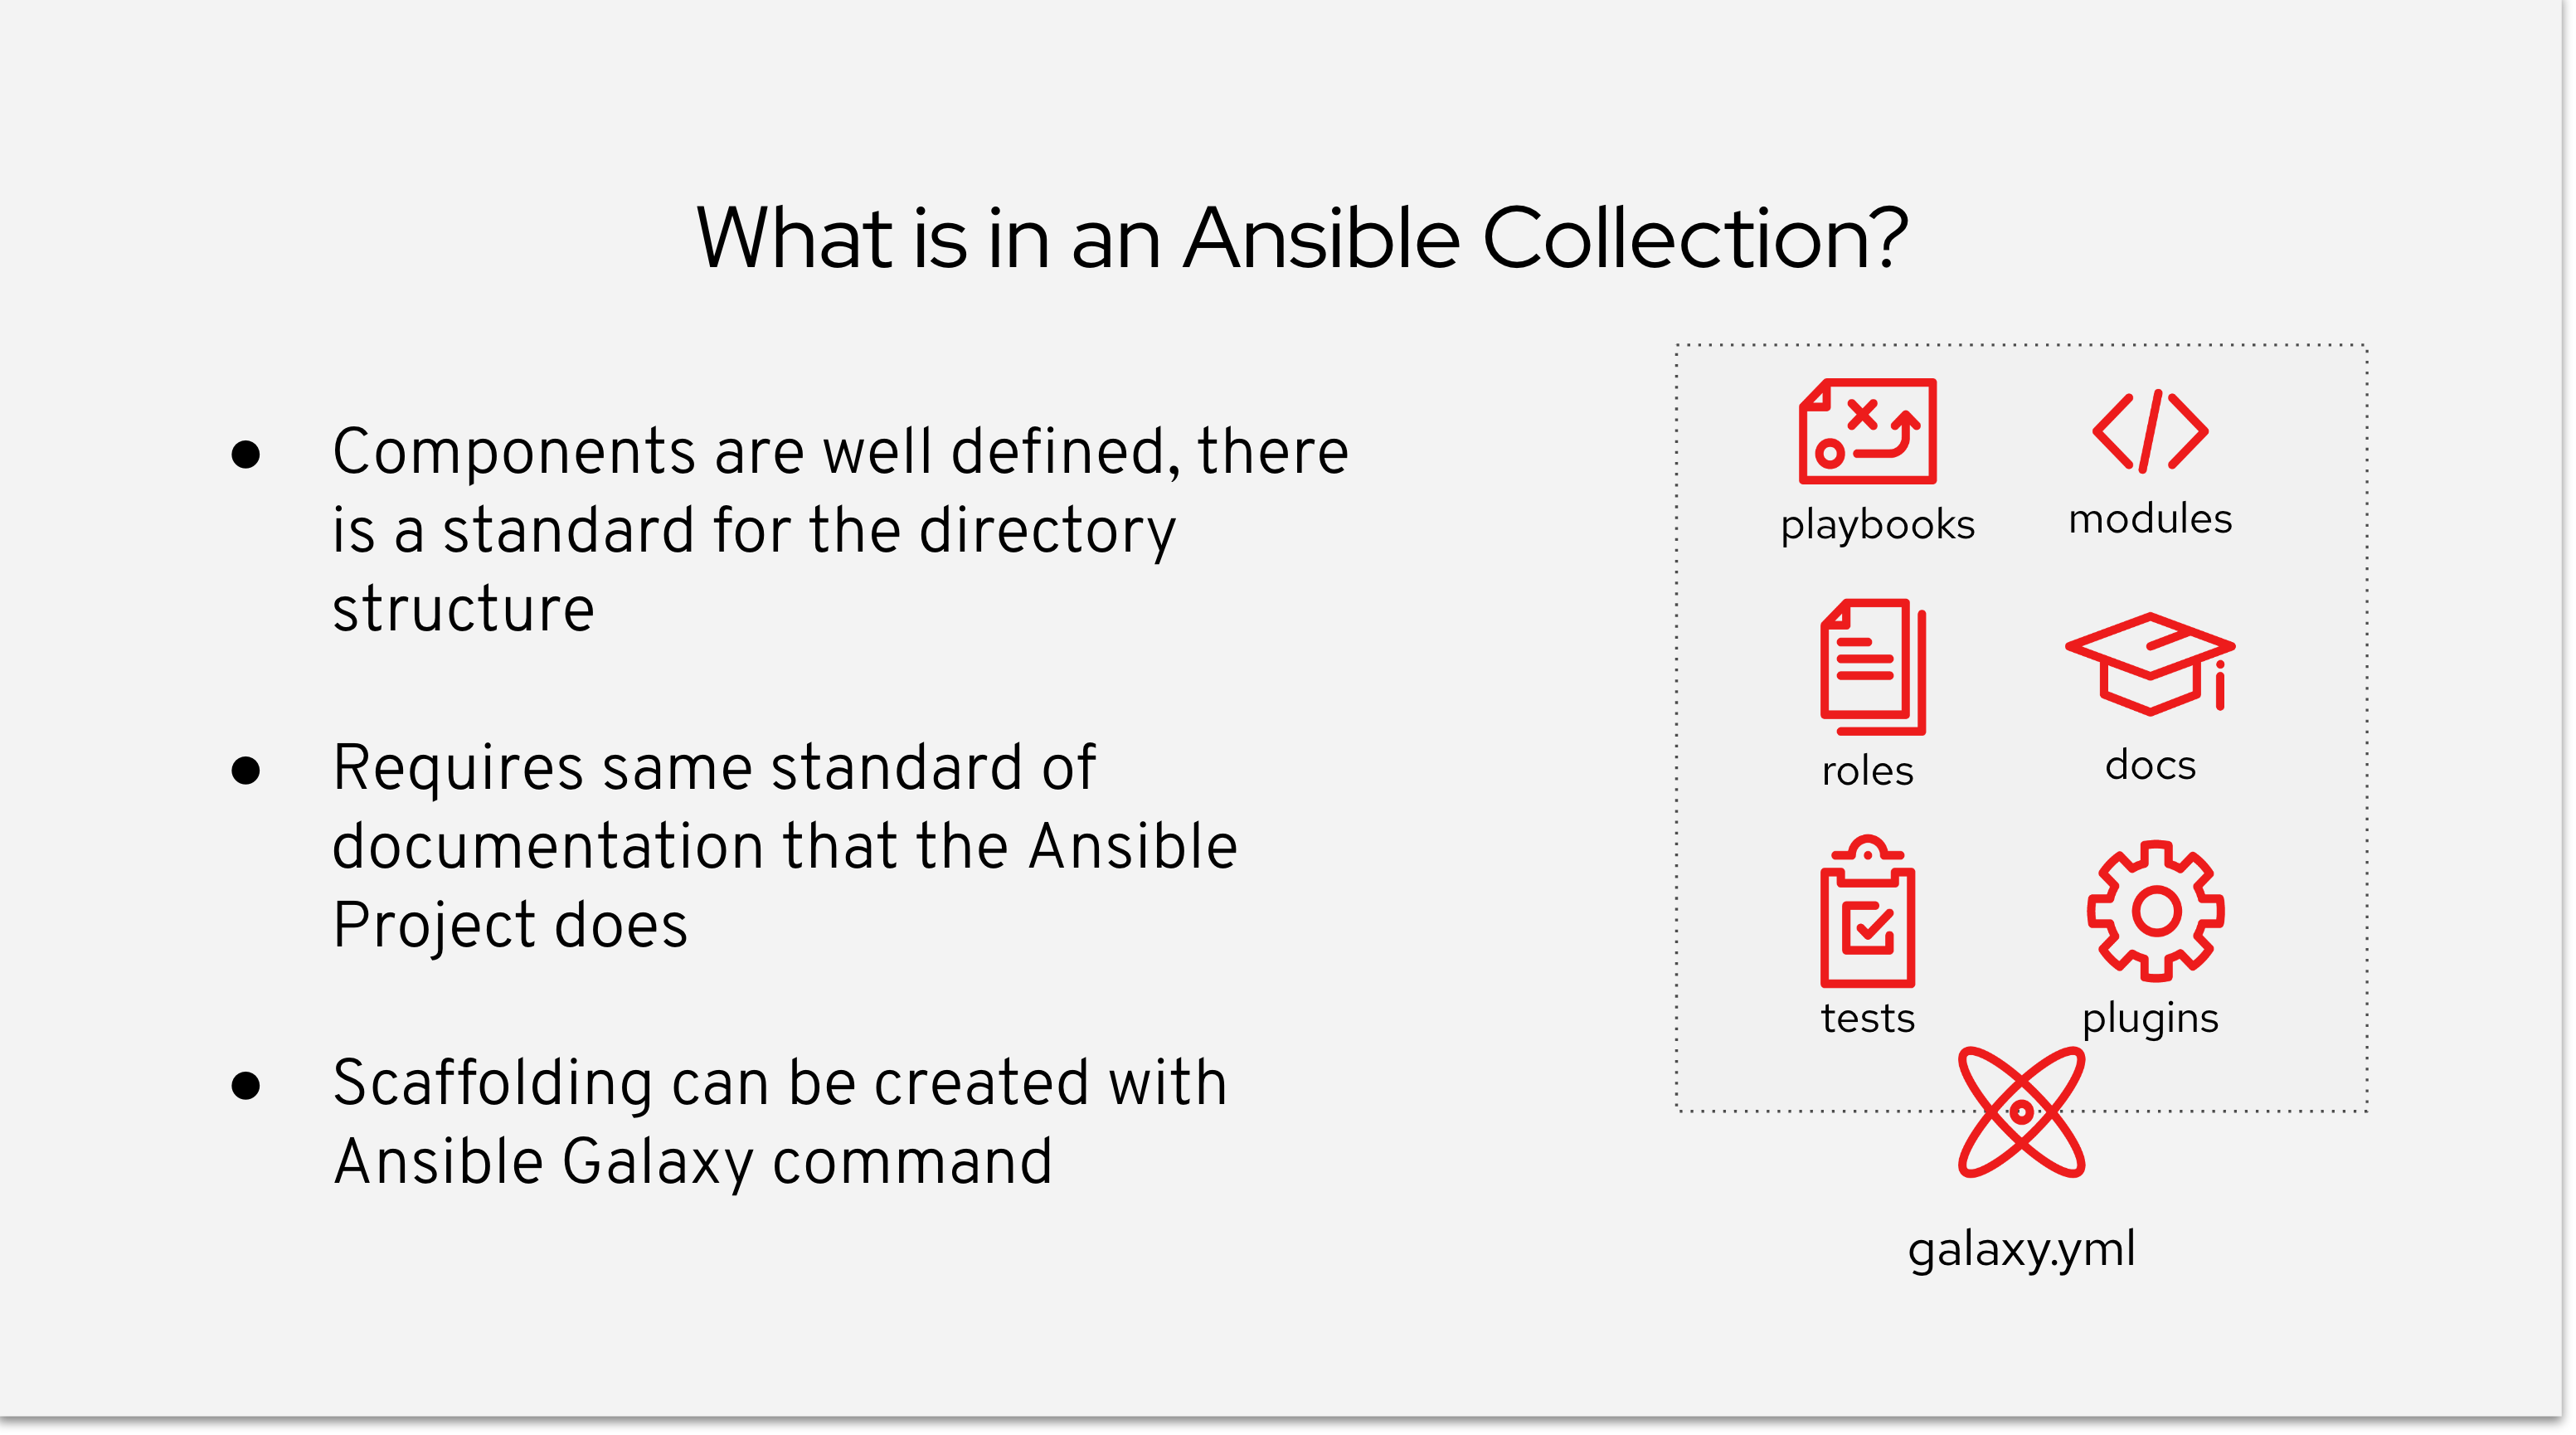 What is in an Ansible Collection?
● Components are well defined, there
is a standard for the directory
structure
● Requires same standard of
documentation that the Ansible
Project does
● Scaffolding can be created with
Ansible Galaxy command
playbooks
modules
roles
docs
tests
plugins
galaxy.yml